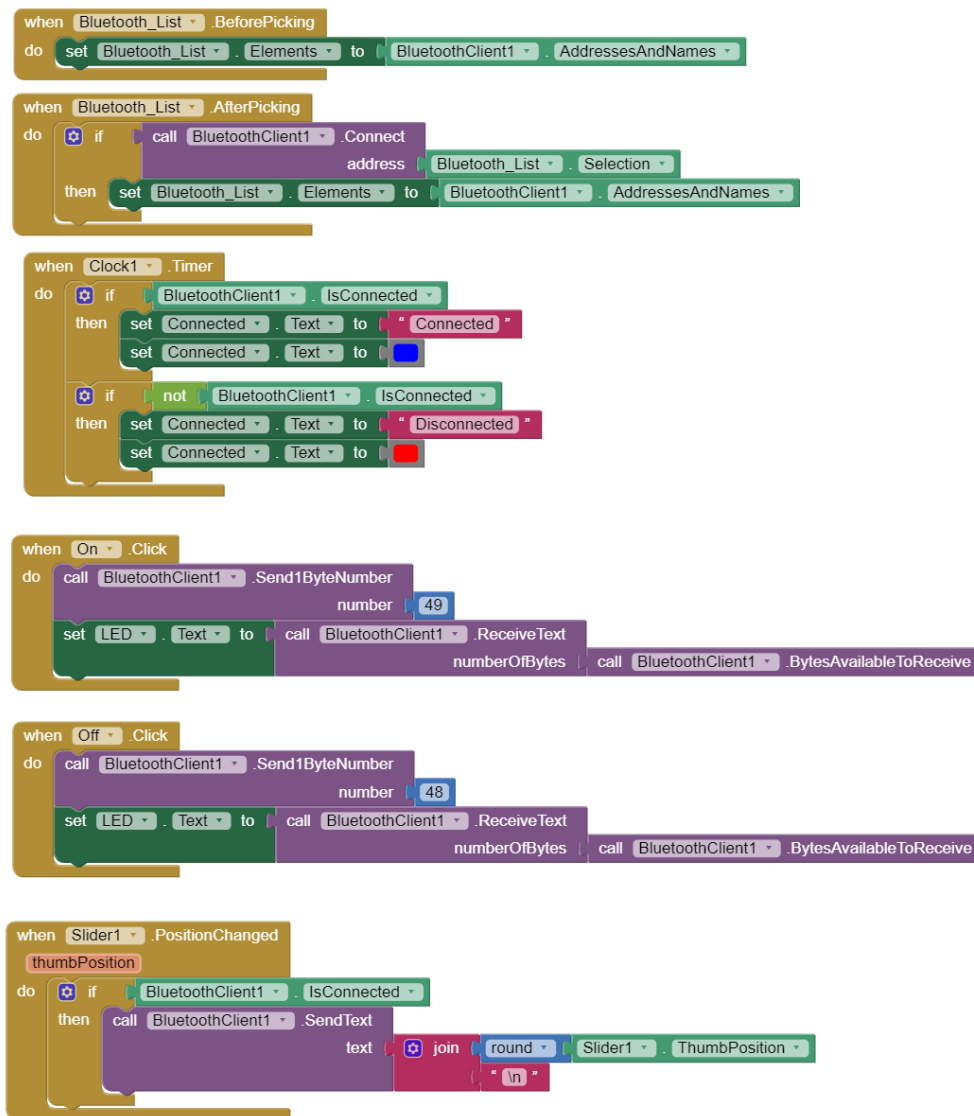 when Bluetooth_List .BeforePicking
do set Bluetooth_List . Elements to BluetoothClient1 . AddressesAndNames
when Bluetooth_List .AfterPicking
do if call BluetoothClient1 .Connect
address Bluetooth_List . Selection
then set Bluetooth_List . Elements to BluetoothClient1 . AddressesAndNames
when Clock1 .Timer
do if BluetoothClient1 . IsConnected
then set Connected . Text to “ Connected ”
set Connected . Text to
if not BluetoothClient1 . IsConnected
then set Connected . Text to “ Disconnected ”
set Connected . Text to
when On .Click
do call BluetoothClient1 .Send1ByteNumber
number 49
set LED . Text to call BluetoothClient1 .ReceiveText
numberOfBytes call BluetoothClient1 .BytesAvailableToReceive
when Off .Click
do call BluetoothClient1 .Send1ByteNumber
number 48
set LED . Text to call BluetoothClient1 .ReceiveText
numberOfBytes call BluetoothClient1 .BytesAvailableToReceive
when Slider1 .PositionChanged
thumbPosition
do if BluetoothClient1 . IsConnected
then call BluetoothClient1 .SendText
text join round Slider1 . ThumbPosition
“ \n ”